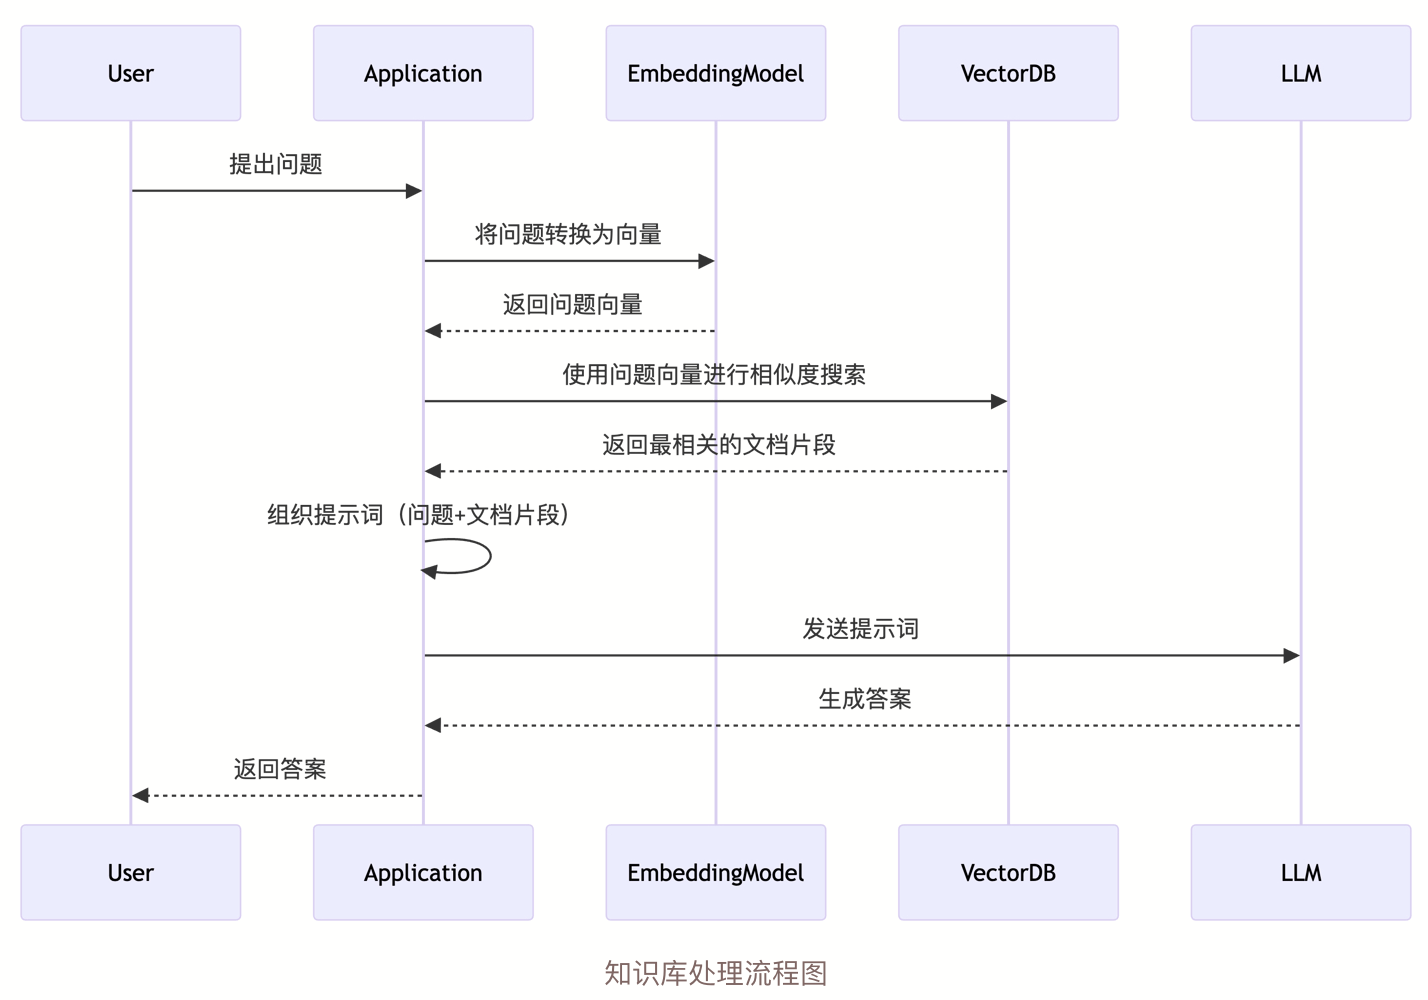 User
Application
EmbeddingModel
VectorDB
LLM
提出问题
将问题转换为向量
返回问题向量
使用问题向量进行相似度搜索
返回最相关的文档片段
组织提示词（问题+文档片段）
发送提示词
生成答案
返回答案
User
Application
EmbeddingModel
VectorDB
LLM
知识库处理流程图